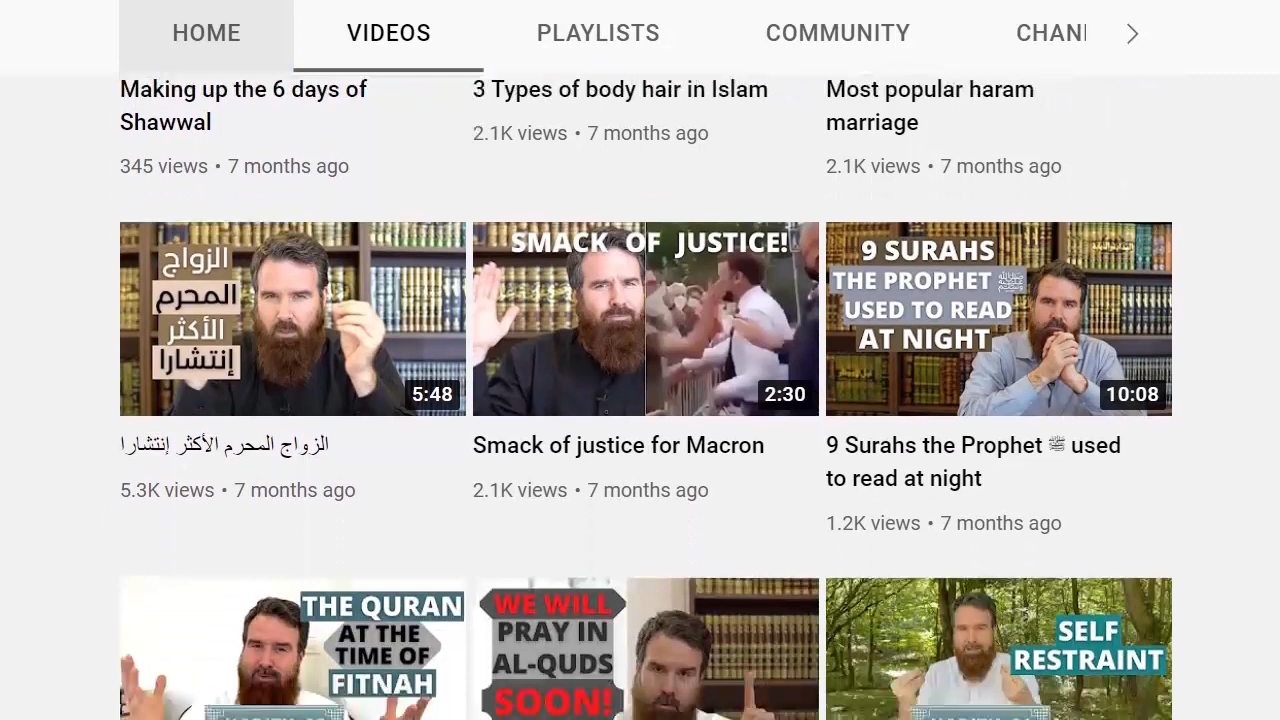 HOME
VIDEOS
PLAYLISTS
COMMUNITY
Making up the 6 days of
Shawwal
345 views • 7 months ago
3 Types of body hair in Islam
2.1K views • 7 months ago
Most popular haram
marriage
2.1K views • 7 months ago
الزواج
المحرم
الأكثر
إنتشارا
5:48
الزواج المحرم الأكثر إنتشارا
5.3K views • 7 months ago
SMACK OF JUSTICE!
2:30
Smack of justice for Macron
2.1K views • 7 months ago
9 SURAHS
THE PROPHET ﷺ
USED TO READ
AT NIGHT
10:08
9 Surahs the Prophet ﷺ used
to read at night
1.2K views • 7 months ago
THE QURAN
AT THE
TIME OF
FITNAH
WE WILL
PRAY IN
AL-QUDS
SOON!
SELF
RESTRAINT